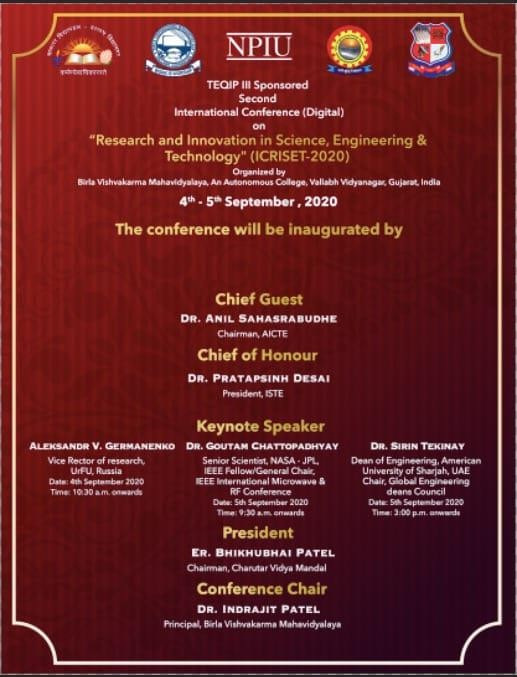 NPIU
TEQIP III Sponsored
Second
International Conference (Digital)
on
“Research and Innovation in Science, Engineering &
Technology" (ICRISET-2020)
Organized by
Birla Vishvakarma Mahavidyalaya, An Autonomous College, Vallabh Vidyanagar, Gujarat, India
4th - 5th September , 2020
The conference will be inaugurated by
Chief Guest
DR. ANIL SAHASRABUDHE
Chairman, AICTE
Chief of Honour
DR. PRATAPSINH DESAI
President, ISTE
Keynote Speaker
ALEKSANDR V. GERMANENKO
Vice Rector of research,
UrFU, Russia
Date: 4th September 2020
Time: 10:30 a.m. onwards
DR. GOUTAM CHATTOPADHYAY
Senior Scientist, NASA - JPL,
IEEE Fellow/General Chair,
IEEE International Microwave &
RF Conference
Date: 5th September 2020
Time: 9:30 a.m. onwards
DR. SIRIN TEKINAY
Dean of Engineering, American
University of Sharjah, UAE
Chair, Global Engineering
deans Council
Date: 5th September 2020
Time: 3:00 p.m. onwards
President
ER. BHIKHUBHAI PATEL
Chairman, Charutar Vidya Mandal
Conference Chair
DR. INDRAJIT PATEL
Principal, Birla Vishvakarma Mahavidyalaya